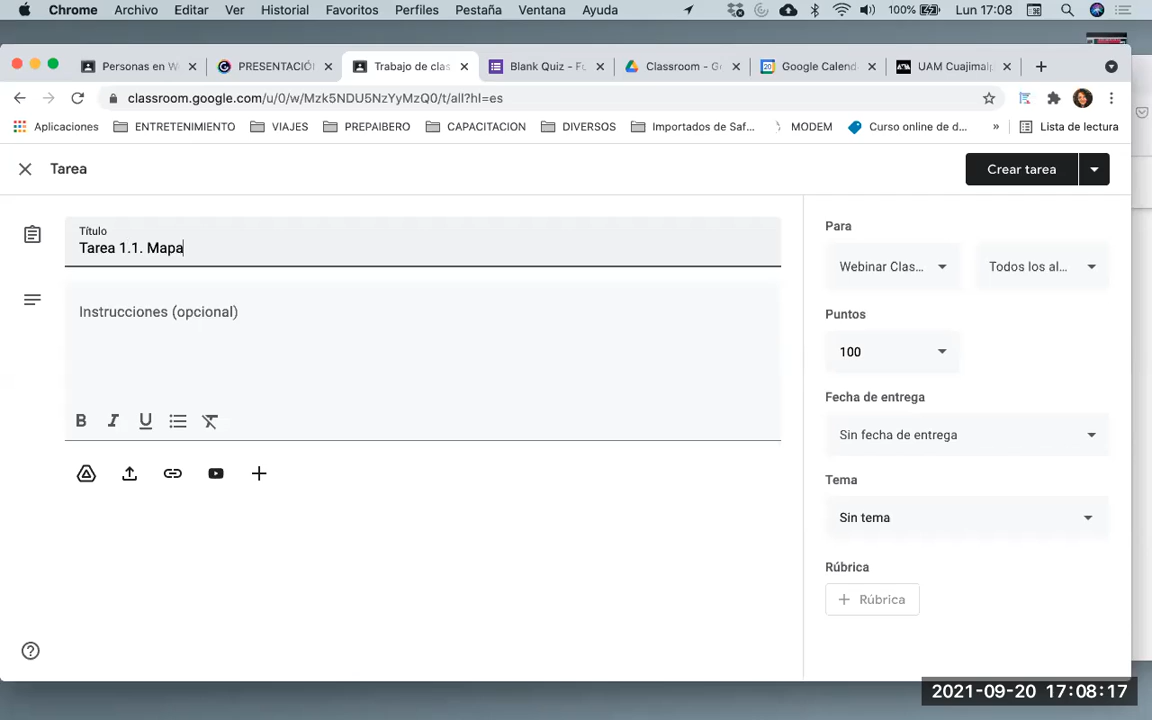 Chrome Archivo Editar Ver Historial Favoritos Perfiles Pestaña Ventana Ayuda 100% Lun 17:08
Personas en W PRESENTACIÓN Trabajo de clas Blank Quiz – Fo Classroom – Go Google Calend UAM Cuajimalp
classroom.google.com/u/0/w/Mzk5NDU5NzYyMzQ0/t/all?hl=es
Aplicaciones ENTRETENIMIENTO VIAJES PREPAIBERO CAPACITACION DIVERSOS Importados de Saf... MODEM Curso online de d... » Lista de lectura
Tarea Crear tarea
Título
Tarea 1.1. Mapa
Instrucciones (opcional)
B I U
Para
Webinar Clas... Todos los al...
Puntos
100
Fecha de entrega
Sin fecha de entrega
Tema
Sin tema
Rúbrica
+ Rúbrica
2021-09-20 17:08:17